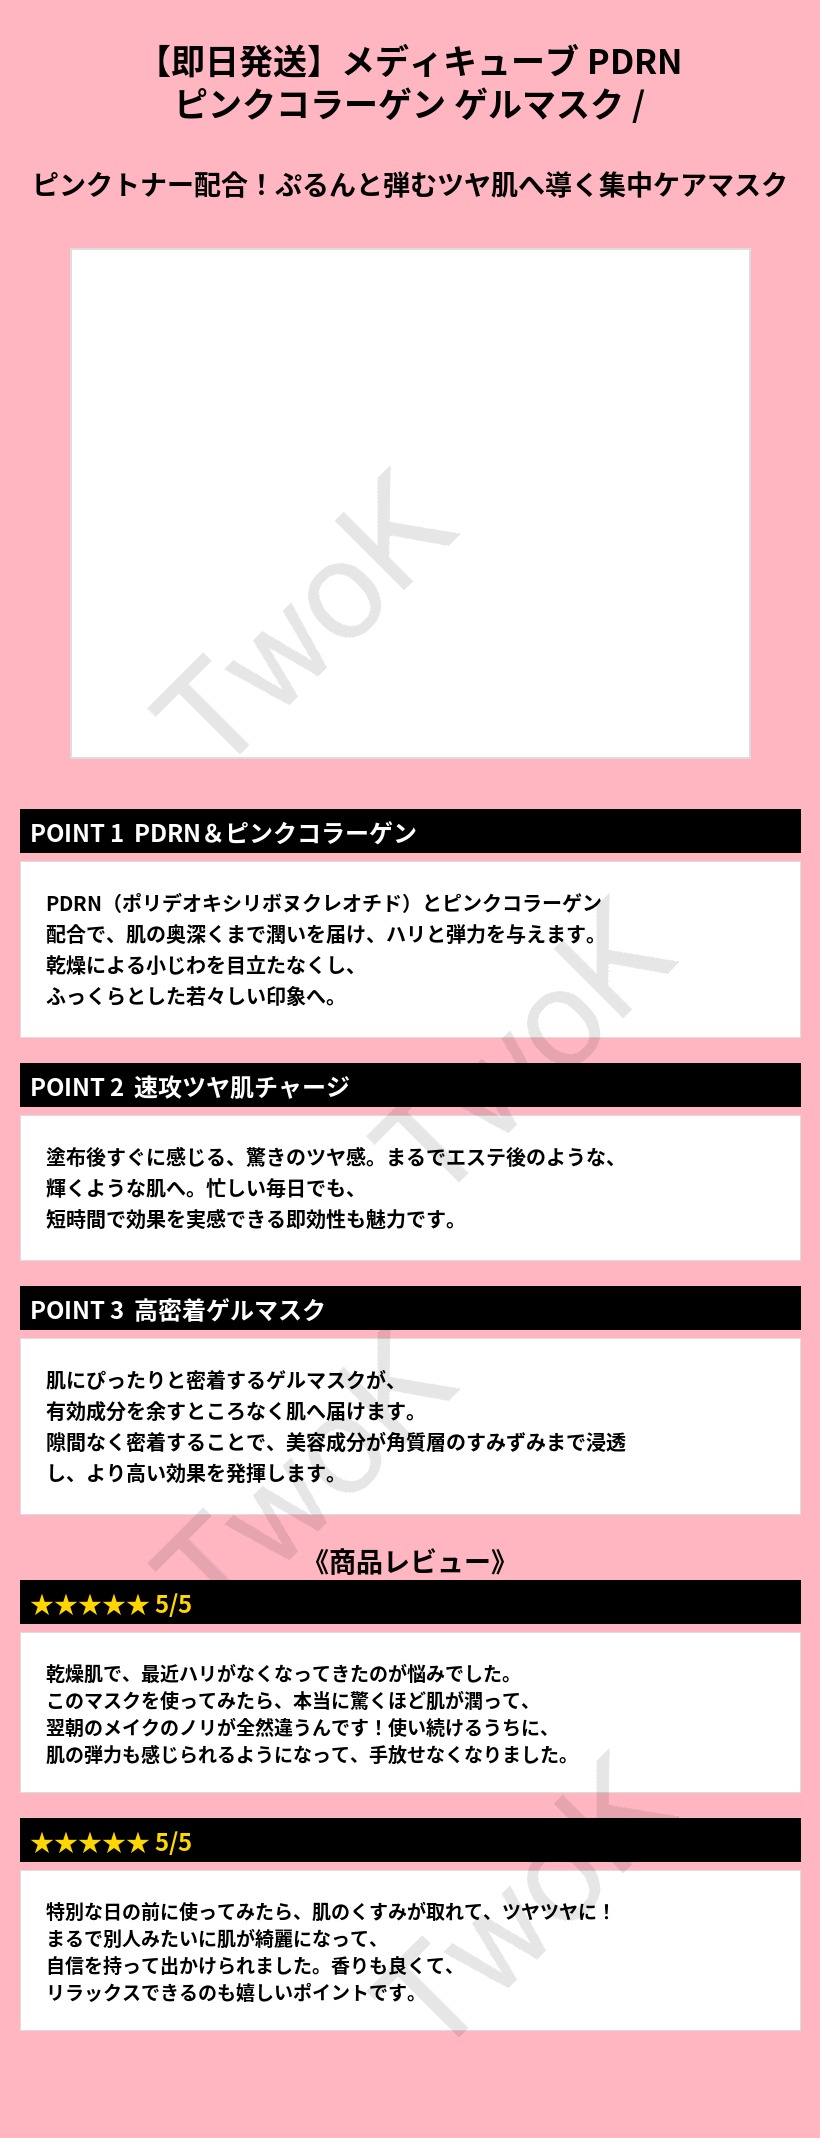 【即日発送】メディキューブ PDRN
ピンクコラーゲン ゲルマスク /
ピンクトナー配合！ぷるんと弾むツヤ肌へ導く集中ケアマスク
TwoK
POINT 1 PDRN＆ピンクコラーゲン
PDRN（ポリデオキシリボヌクレオチド）とピンクコラーゲン
配合で、肌の奥深くまで潤いを届け、ハリと弾力を与えます。
乾燥による小じわを目立たなくし、
ふっくらとした若々しい印象へ。
TwoK
POINT 2 速攻ツヤ肌チャージ
塗布後すぐに感じる、驚きのツヤ感。まるでエステ後のような、
輝くような肌へ。忙しい毎日でも、
短時間で効果を実感できる即効性も魅力です。
POINT 3 高密着ゲルマスク
肌にぴったりと密着するゲルマスクが、
有効成分を余すところなく肌へ届けます。
隙間なく密着することで、美容成分が角質層のすみずみまで浸透
し、より高い効果を発揮します。
TwoK
《商品レビュー》
★★★★★ 5/5
乾燥肌で、最近ハリがなくなってきたのが悩みでした。
このマスクを使ってみたら、本当に驚くほど肌が潤って、
翌朝のメイクのノリが全然違うんです！使い続けるうちに、
肌の弾力も感じられるようになって、手放せなくなりました。
★★★★★ 5/5
特別な日の前に使ってみたら、肌のくすみが取れて、ツヤツヤに！
まるで別人みたいに肌が綺麗になって、
自信を持って出かけられました。香りも良くて、
リラックスできるのも嬉しいポイントです。
TwoK